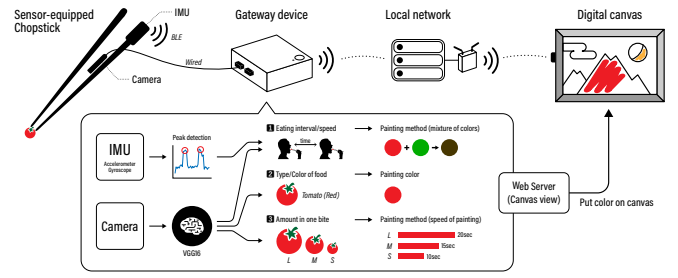 Sensor-equipped
Chopstick
IMU
BLE
Camera
Wired
Gateway device
Local network
Digital canvas
IMU
Accelerometer
Gyroscope
Peak detection
Camera
VGG16
1 Eating interval/speed
time
Painting method (mixture of colors)
2 Type/Color of food
Tomato (Red)
Painting color
3 Amount in one bite
L M S
Painting method (speed of painting)
L 20sec
M 15sec
S 10sec
Web Server
(Canvas view)
Put color on canvas